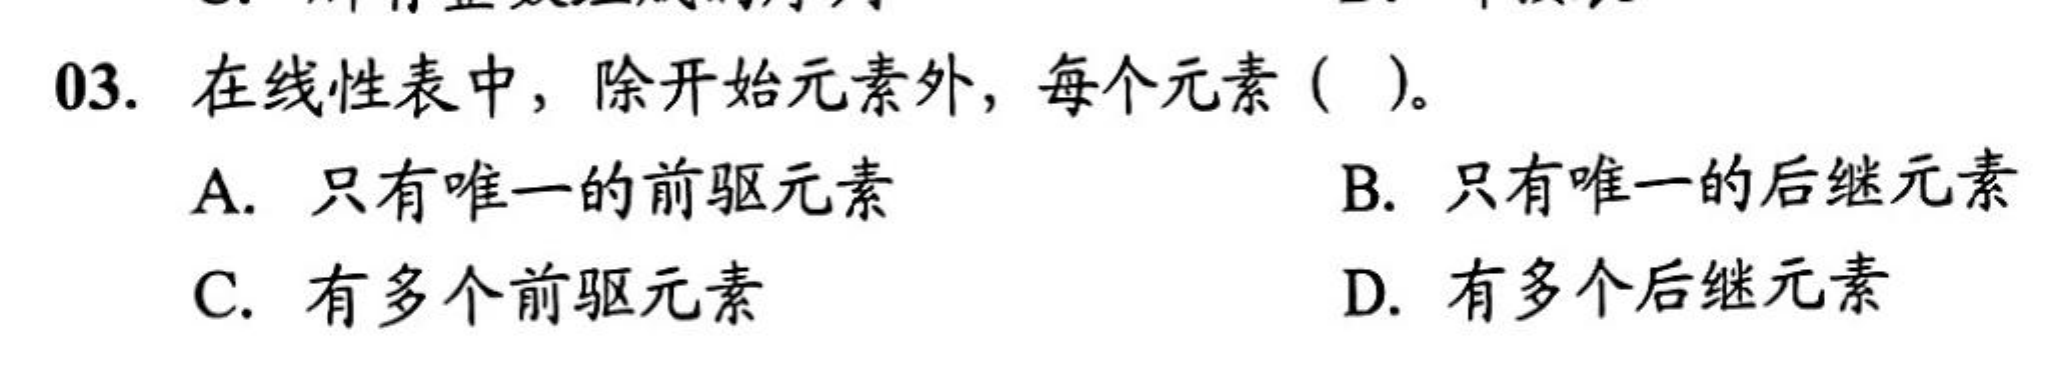 03. 在线性表中，除开始元素外，每个元素（ ）。
A. 只有唯一的前驱元素 B. 只有唯一的后继元素
C. 有多个前驱元素 D. 有多个后继元素